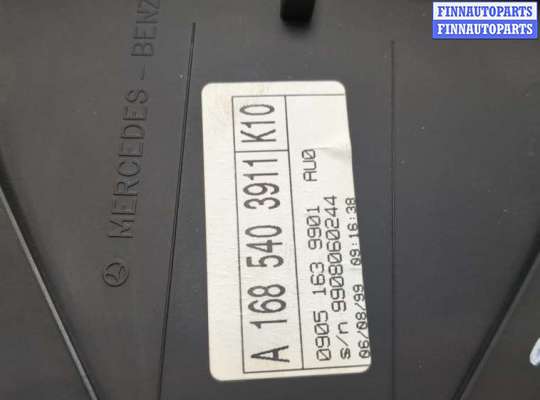 FINNAUTOPARTS
FINNAUTOPARTS
MERCEDES-BENZ
A 168 540 3911 K10
0905 163 9901 AU0
s/n 9908060244
06/08/99 09:16:38